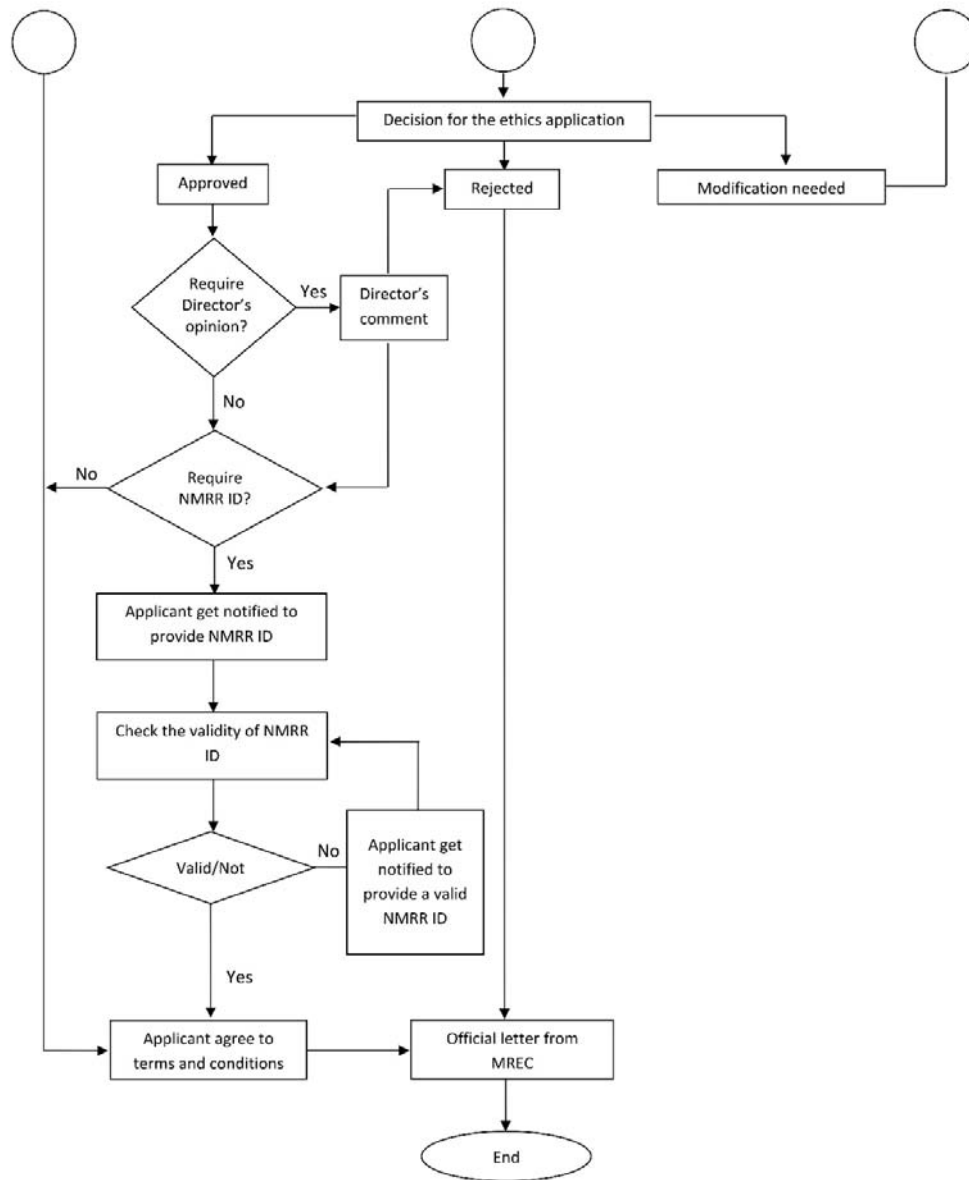 Decision for the ethics application
Approved
Rejected
Modification needed
Require
Director's
opinion?
Yes
Director's
comment
No
No
Require
NMRR ID?
Yes
Applicant get notified to
provide NMRR ID
Check the validity of NMRR
ID
Valid/Not
No
Applicant get
notified to
provide a valid
NMRR ID
Yes
Applicant agree to
terms and conditions
Official letter from
MREC
End